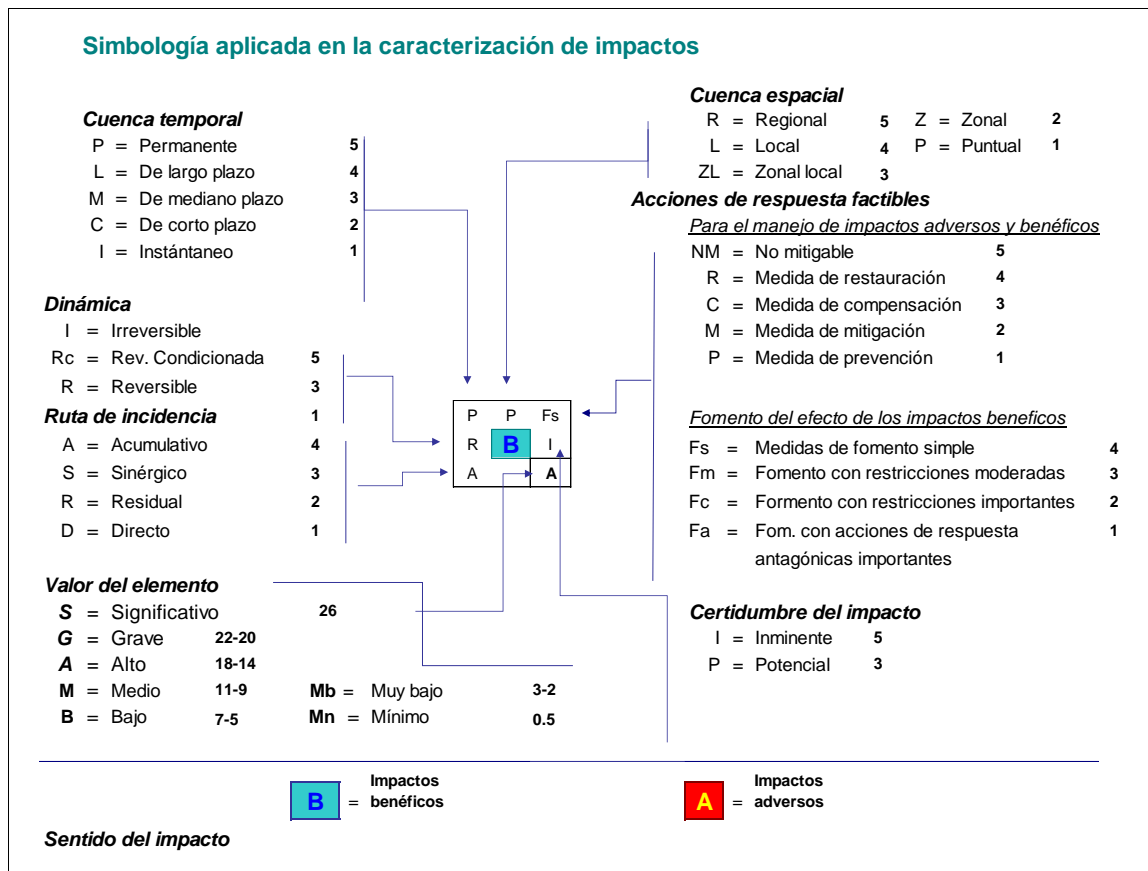 Simbología aplicada en la caracterización de impactos
Cuenca temporal
P = Permanente 5
L = De largo plazo 4
M = De mediano plazo 3
C = De corto plazo 2
I = Instántaneo 1
Cuenca espacial
R = Regional 5 Z = Zonal 2
L = Local 4 P = Puntual 1
ZL = Zonal local 3
Acciones de respuesta factibles
Para el manejo de impactos adversos y benéficos
NM = No mitigable 5
R = Medida de restauración 4
C = Medida de compensación 3
M = Medida de mitigación 2
P = Medida de prevención 1
Dinámica
I = Irreversible
Rc = Rev. Condicionada 5
R = Reversible 3
1
Ruta de incidencia
A = Acumulativo 4
S = Sinérgico 3
R = Residual 2
D = Directo 1
P P Fs
R B I
A A
Fomento del efecto de los impactos beneficos
Fs = Medidas de fomento simple 4
Fm = Fomento con restricciones moderadas 3
Fc = Formento con restricciones importantes 2
Fa = Fom. con acciones de respuesta 1
antagónicas importantes
Valor del elemento
S = Significativo 26
G = Grave 22-20
A = Alto 18-14
M = Medio 11-9 Mb = Muy bajo 3-2
B = Bajo 7-5 Mn = Mínimo 0.5
Certidumbre del impacto
I = Inminente 5
P = Potencial 3
B = Impactos
benéficos
A = Impactos
adversos
Sentido del impacto